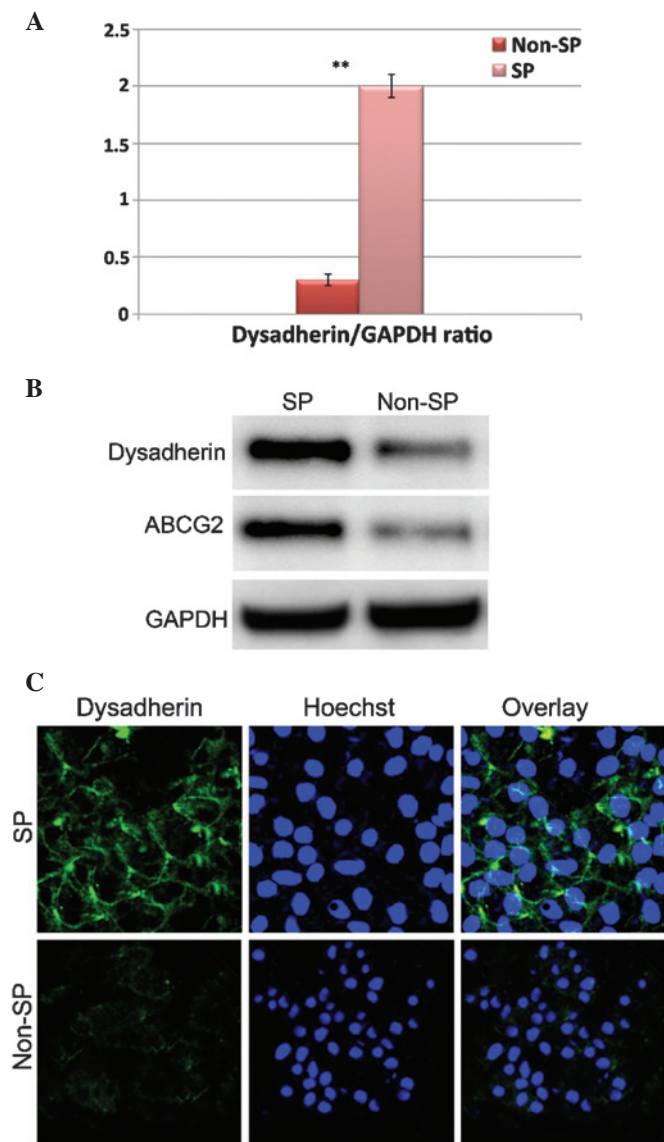 A
2.5
2
1.5
1
0.5
0
**
Non-SP
SP
Dysadherin/GAPDH ratio
B
SP Non-SP
Dysadherin
ABCG2
GAPDH
C
Dysadherin Hoechst Overlay
SP
Non-SP